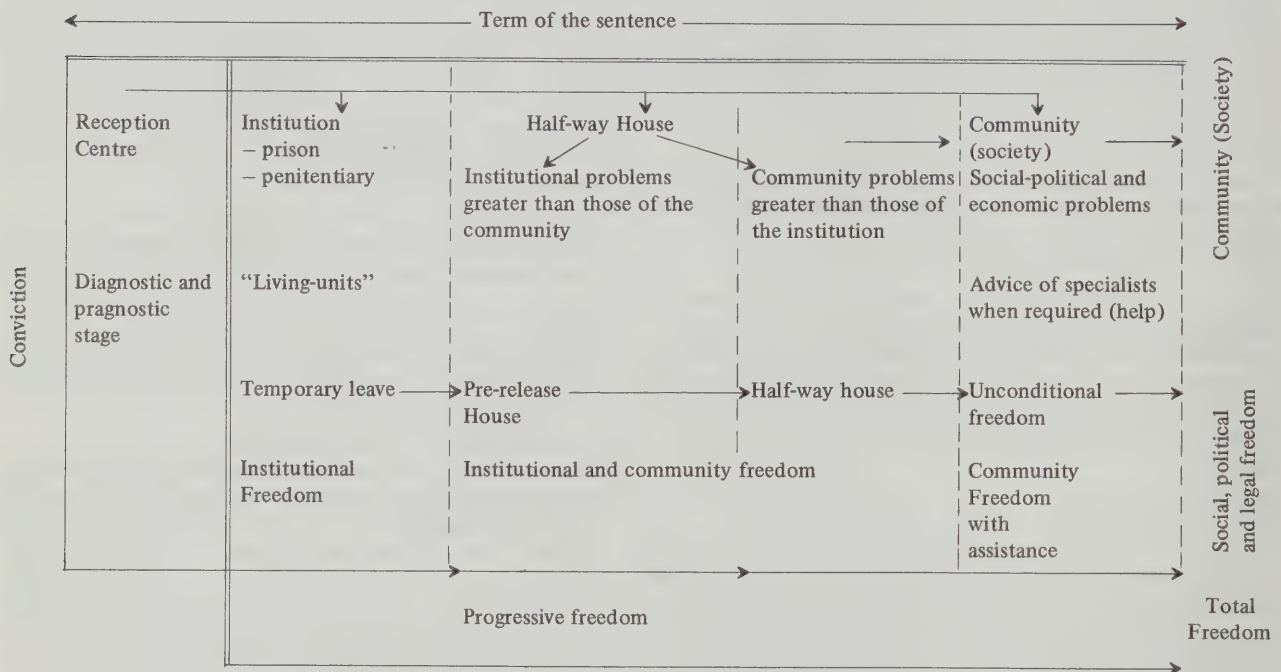 Term of the sentence
Conviction
Reception
Centre
Diagnostic and
pragnostic
stage
Institution
– prison
– penitentiary
“Living-units”
Temporary leave
Institutional
Freedom
Half-way House
Institutional problems
greater than those of the
community
Community problems
greater than those of
the institution
Pre-release
House
Half-way house
Institutional and community freedom
Community
(society)
Social-political and
economic problems
Advice of specialists
when required (help)
Unconditional
freedom
Community
Freedom
with
assistance
Community (Society)
Social, political
and legal freedom
Progressive freedom
Total
Freedom